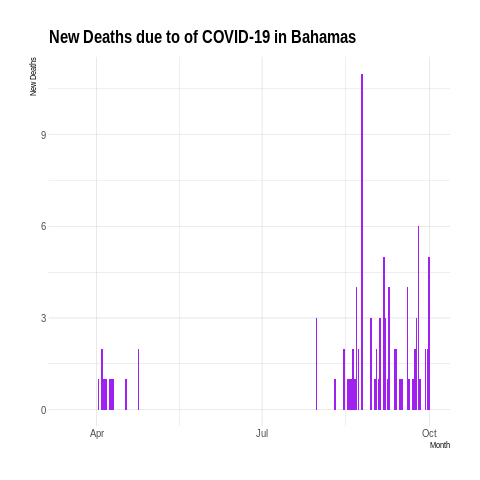 New Deaths due to of COVID-19 in Bahamas
New Deaths
9
6
3
0
Apr
Jul
Oct
Month